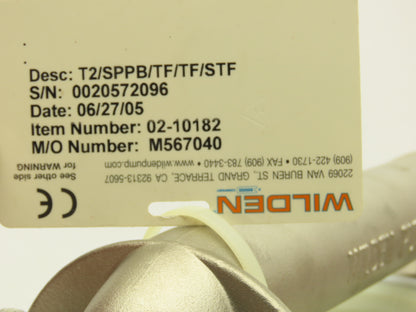 Desc: T2/SPPB/TF/TF/STF
S/N: 0020572096
Date: 06/27/05
Item Number: 02-10182
M/O Number: M567040
WILDEN
22069 VAN BUREN ST., GRAND TERRACE, CA 92313-5607
(909) 422-1730 • FAX (909) 783-3440 • www.wildenpump.com
CE
See other side
for WARNING